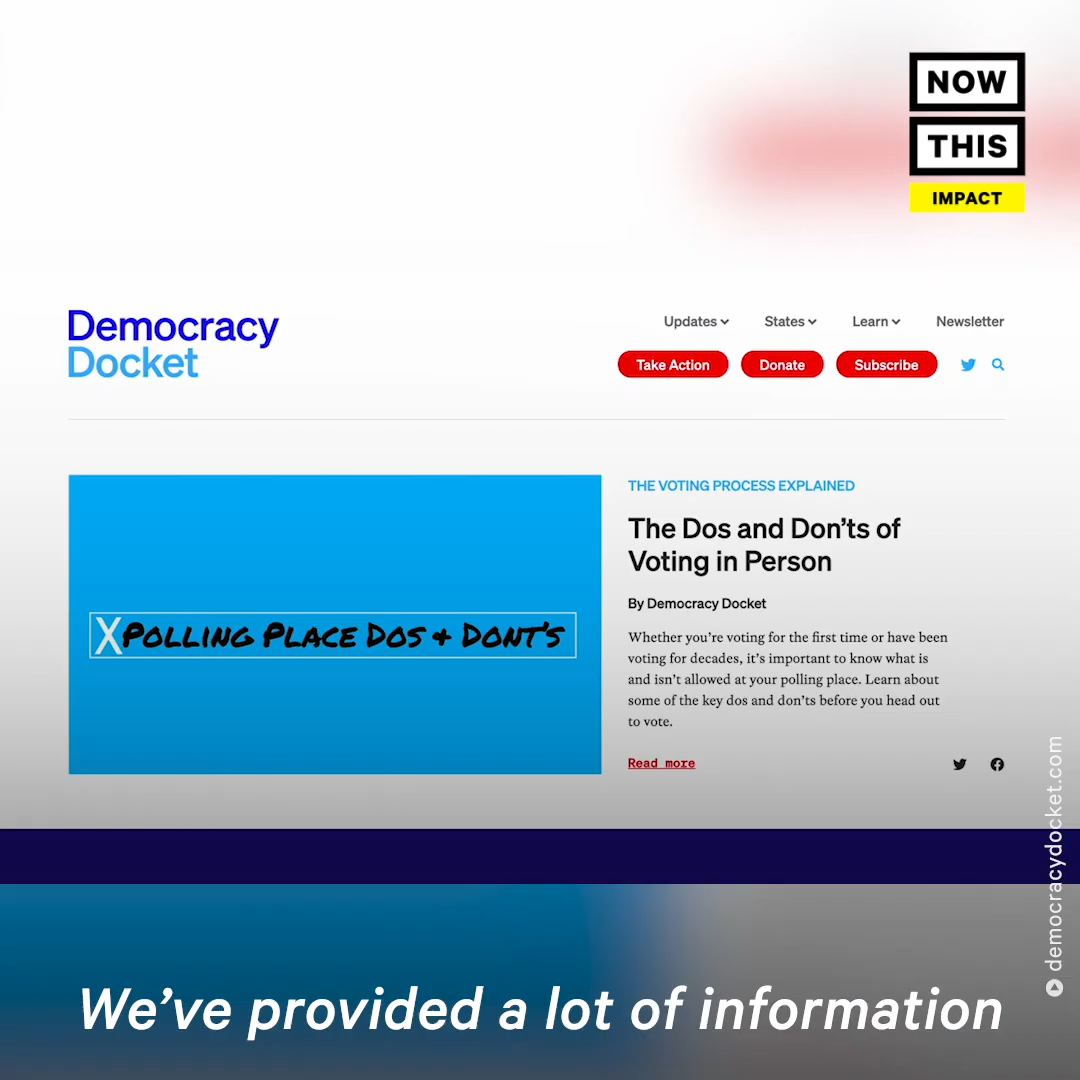 NOW
THIS
IMPACT
Democracy
Docket
Updates
States
Learn
Newsletter
Take Action
Donate
Subscribe
X POLLING PLACE DOS + DONT'S
THE VOTING PROCESS EXPLAINED
The Dos and Don'ts of
Voting in Person
By Democracy Docket
Whether you're voting for the first time or have been
voting for decades, it's important to know what is
and isn't allowed at your polling place. Learn about
some of the key dos and don'ts before you head out
to vote.
Read more
democracydocket.com
We've provided a lot of information